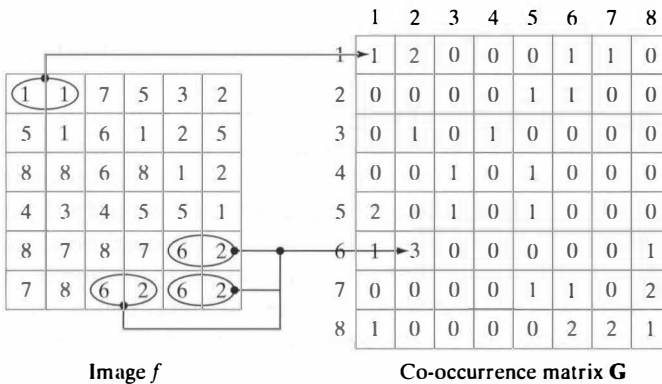 1 1 7 5 3 2
5 1 6 1 2 5
8 8 6 8 1 2
4 3 4 5 5 1
8 7 8 7 6 2
7 8 6 2 6 2
Image f
1 2 3 4 5 6 7 8
1 1 2 0 0 0 1 1 0
2 0 0 0 0 1 1 0 0
3 0 1 0 1 0 0 0 0
4 0 0 1 0 1 0 0 0
5 2 0 1 0 1 0 0 0
6 1 3 0 0 0 0 0 1
7 0 0 0 0 1 1 0 2
8 1 0 0 0 0 2 2 1
Co-occurrence matrix G